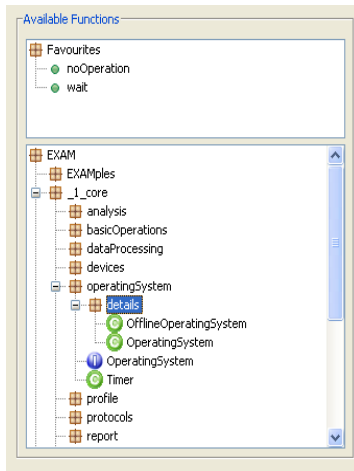 Available Functions
Favourites
noOperation
wait
EXAM
EXAMples
_1_core
analysis
basicOperations
dataProcessing
devices
operatingSystem
details
OfflineOperatingSystem
OperatingSystem
OperatingSystem
Timer
profile
protocols
report